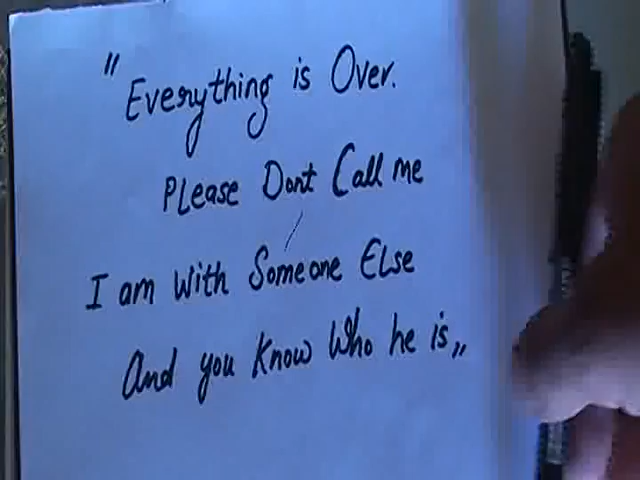 " Everything is Over.
Please Dont Call me
I am with Someone Else
And you Know Who he is,,